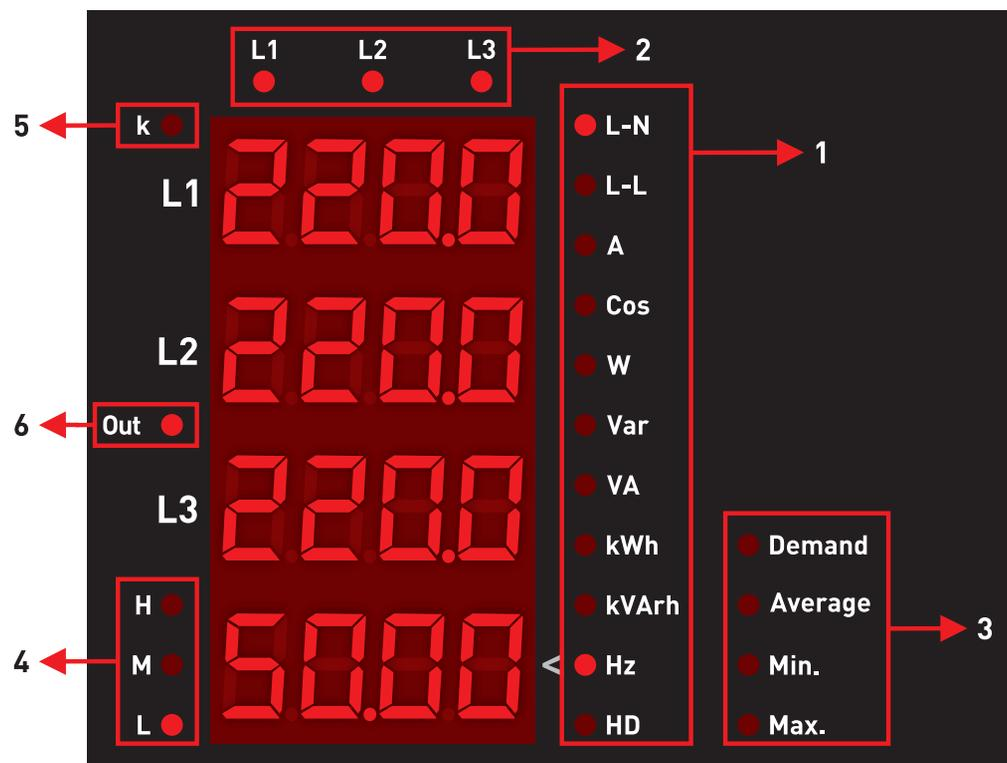 L1 L2 L3 2
5 k L-N 1
L1 220.0 L-L
A
Cos
L2 220.0 W
6 Out Var
L3 220.0 VA
kWh Demand
H kVArh Average 3
4 M 50.00 < Hz Min.
L HD Max.